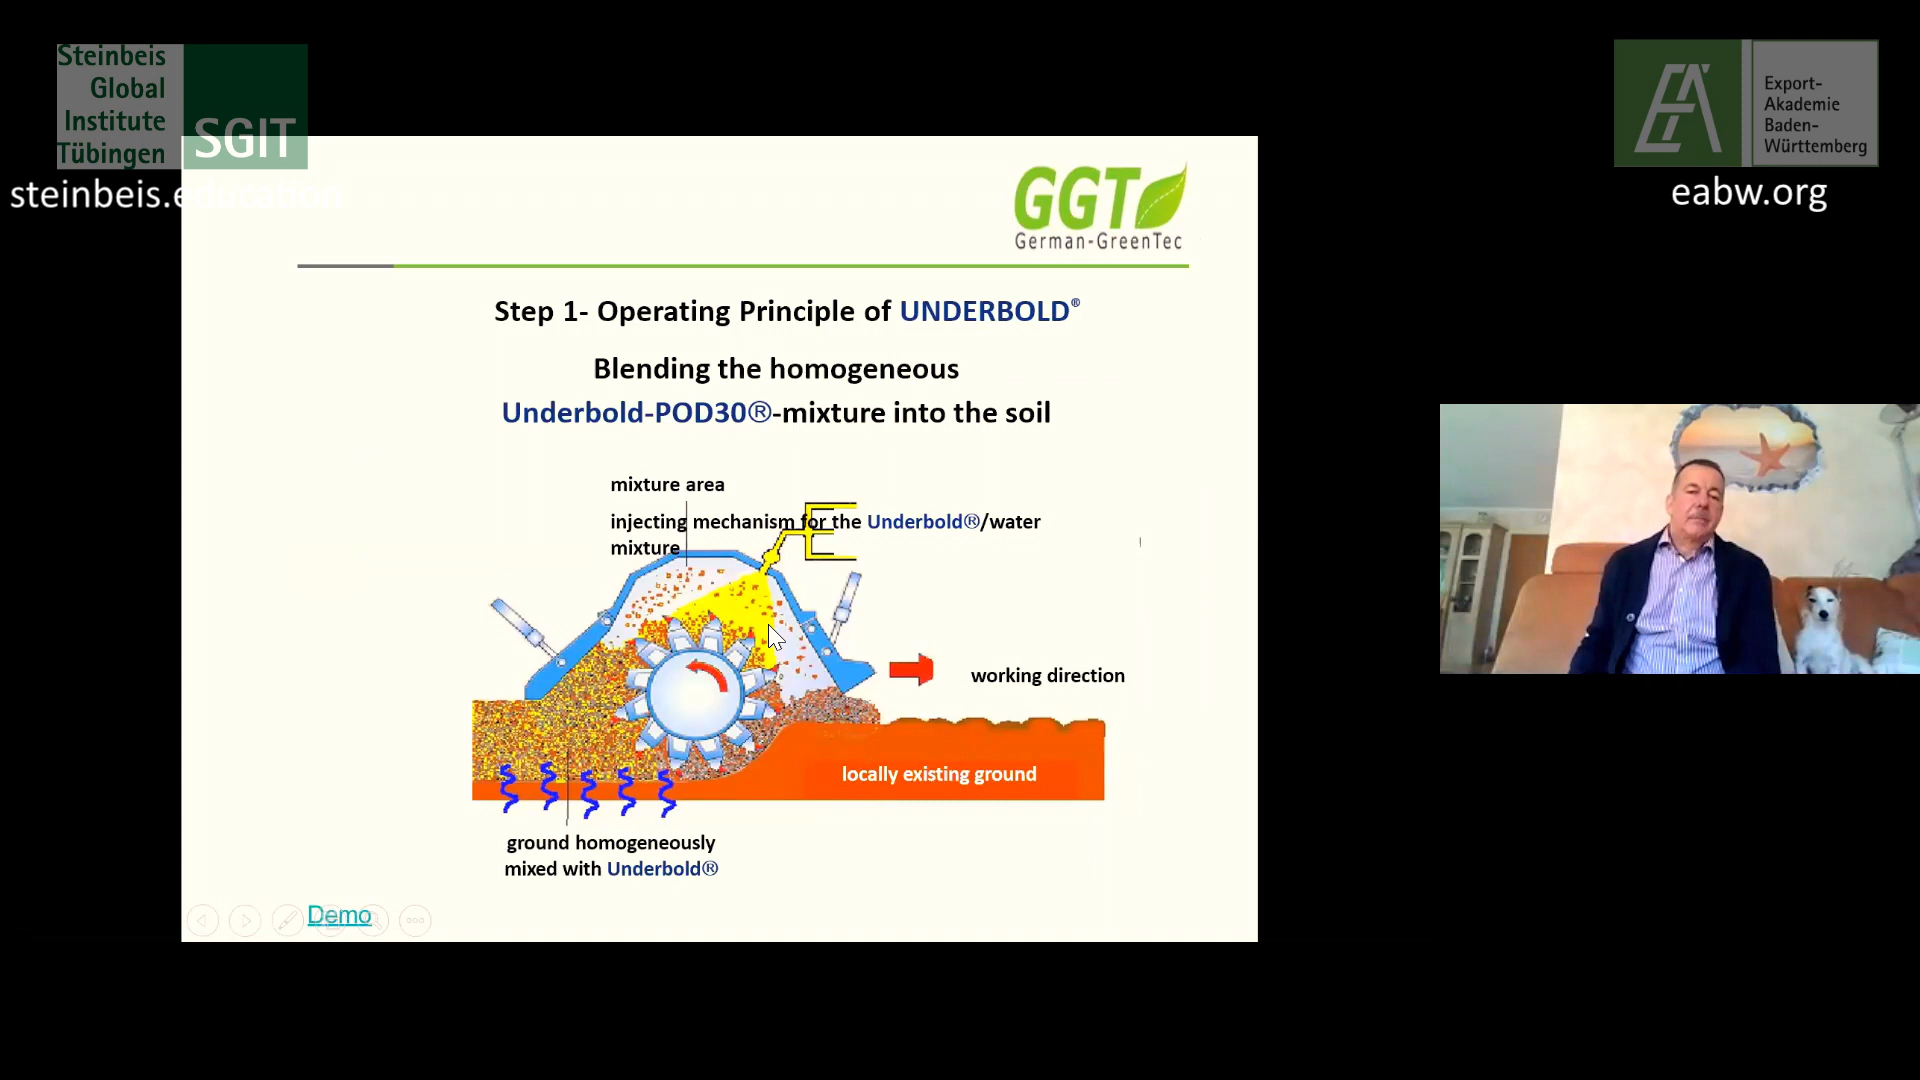 Steinbeis
Global
Institute
Tübingen
SGIT
steinbeis.education
Export-
Akademie
Baden-
Württemberg
eabw.org
GGT
German-GreenTec
Step 1- Operating Principle of UNDERBOLD®
Blending the homogeneous
Underbold-POD30®-mixture into the soil
mixture area
injecting mechanism for the Underbold®/water
mixture
working direction
locally existing ground
ground homogeneously
mixed with Underbold®
Demo